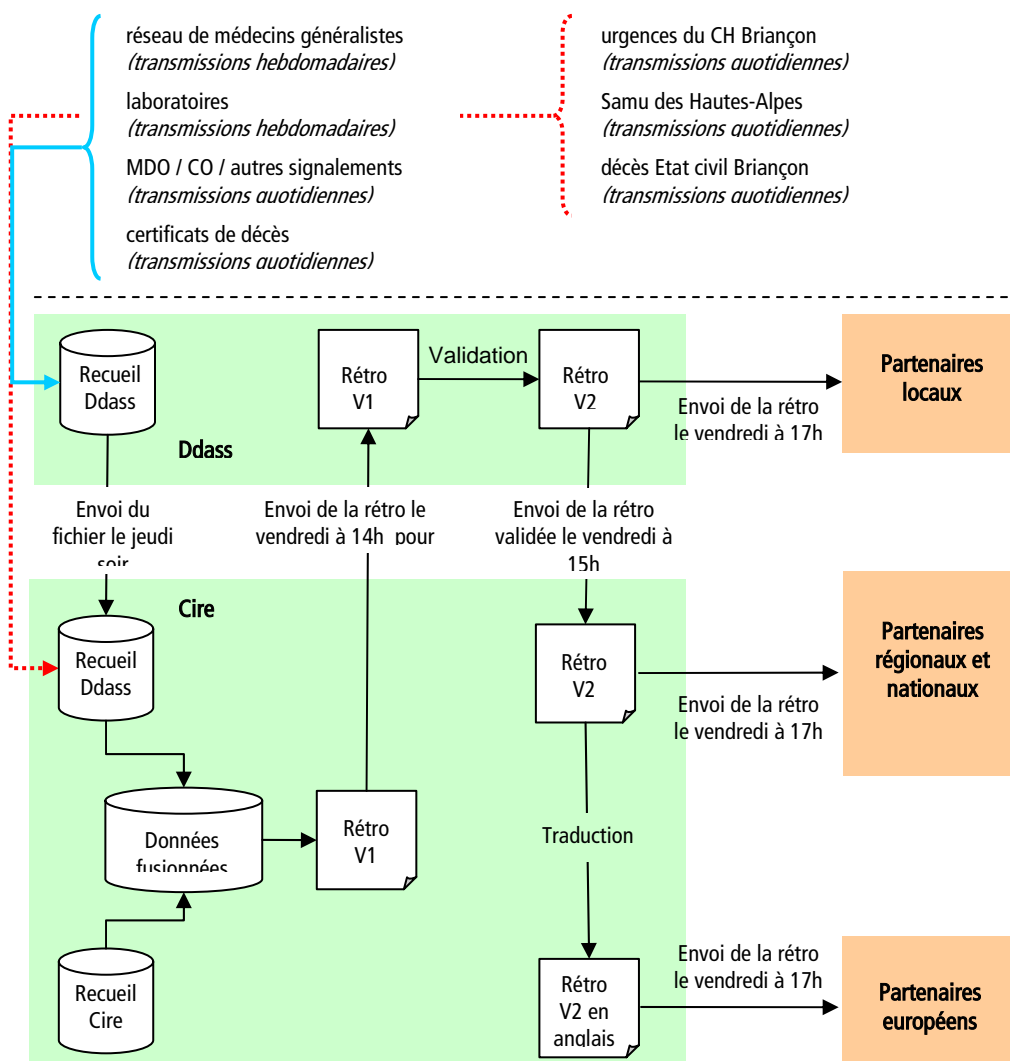 réseau de médecins généralistes
(transmissions hebdomadaires)
laboratoires
(transmissions hebdomadaires)
MDO / CO / autres signalements
(transmissions quotidiennes)
certificats de décès
(transmissions quotidiennes)
urgences du CH Briançon
(transmissions quotidiennes)
Samu des Hautes-Alpes
(transmissions quotidiennes)
décès Etat civil Briançon
(transmissions quotidiennes)
Recueil
Ddass
Ddass
Rétro
V1
Validation
Rétro
V2
Envoi de la rétro
le vendredi à 17h
Partenaires
locaux
Envoi du
fichier le jeudi
soir
Envoi de la rétro le
vendredi à 14h pour
Envoi de la rétro
validée le vendredi à
15h
Cire
Recueil
Ddass
Rétro
V2
Envoi de la rétro
le vendredi à 17h
Partenaires
régionaux et
nationaux
Données
fusionnées
Rétro
V1
Traduction
Recueil
Cire
Rétro
V2 en
anglais
Envoi de la rétro
le vendredi à 17h
Partenaires
européens